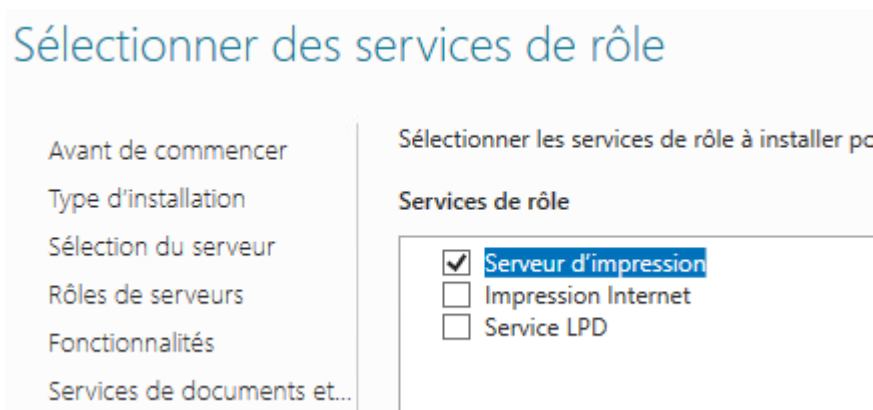 Sélectionner des services de rôle
Avant de commencer
Type d'installation
Sélection du serveur
Rôles de serveurs
Fonctionnalités
Services de documents et...
Sélectionner les services de rôle à installer
Services de rôle
Serveur d'impression
Impression Internet
Service LPD